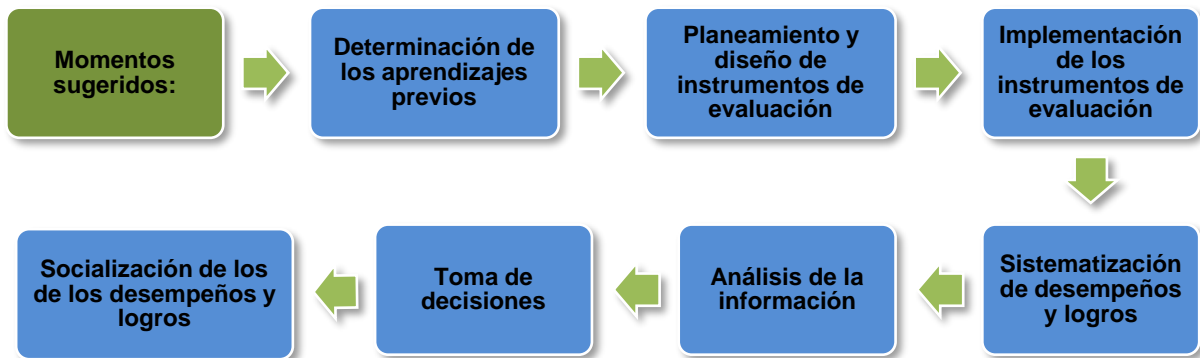 Momentos
sugeridos:
Determinación de
los aprendizajes
previos
Planeamiento y
diseño de
instrumentos de
evaluación
Implementación
de los
instrumentos de
evaluación
Sistematización
de desempeños
y logros
Análisis de la
información
Toma de
decisiones
Socialización de los
de los desempeños y
logros